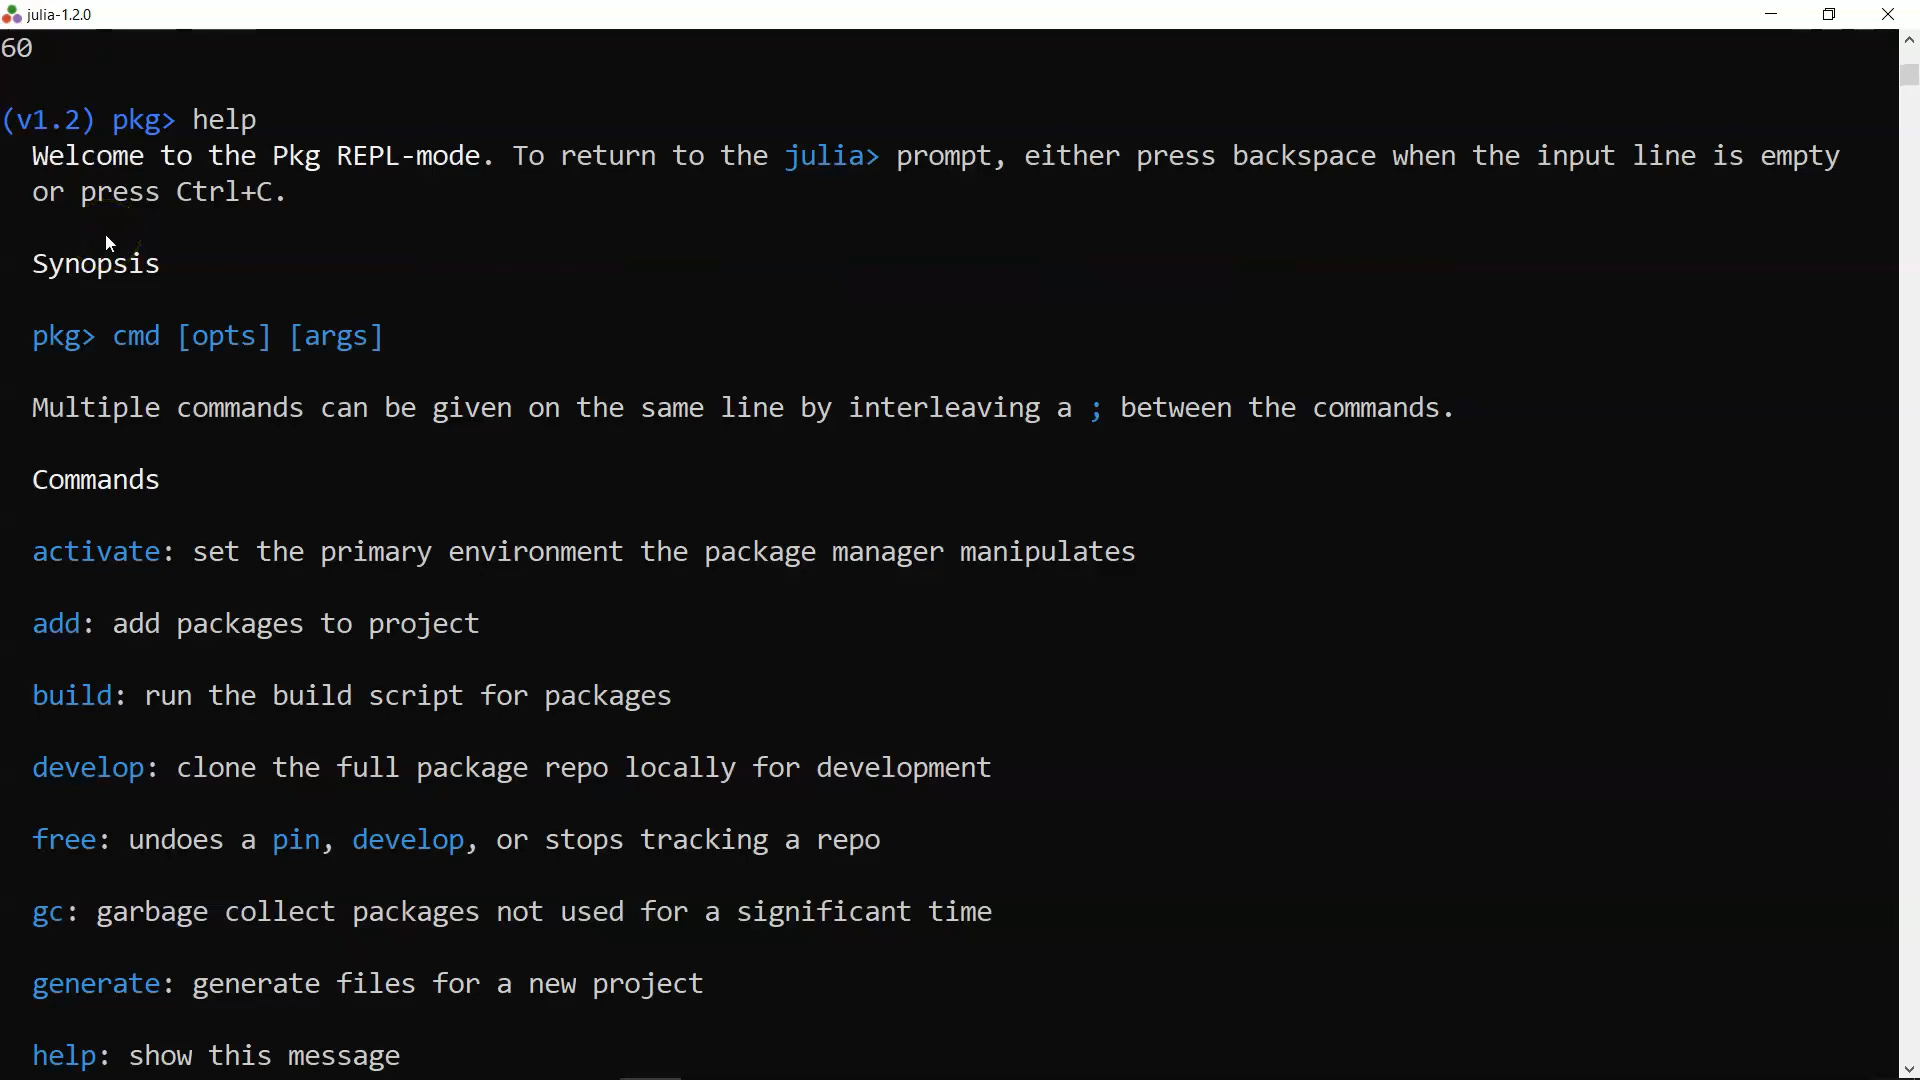 julia-1.2.0
60
(v1.2) pkg> help
Welcome to the Pkg REPL-mode. To return to the julia> prompt, either press backspace when the input line is empty
or press Ctrl+C.
Synopsis
pkg> cmd [opts] [args]
Multiple commands can be given on the same line by interleaving a ; between the commands.
Commands
activate: set the primary environment the package manager manipulates
add: add packages to project
build: run the build script for packages
develop: clone the full package repo locally for development
free: undoes a pin, develop, or stops tracking a repo
gc: garbage collect packages not used for a significant time
generate: generate files for a new project
help: show this message